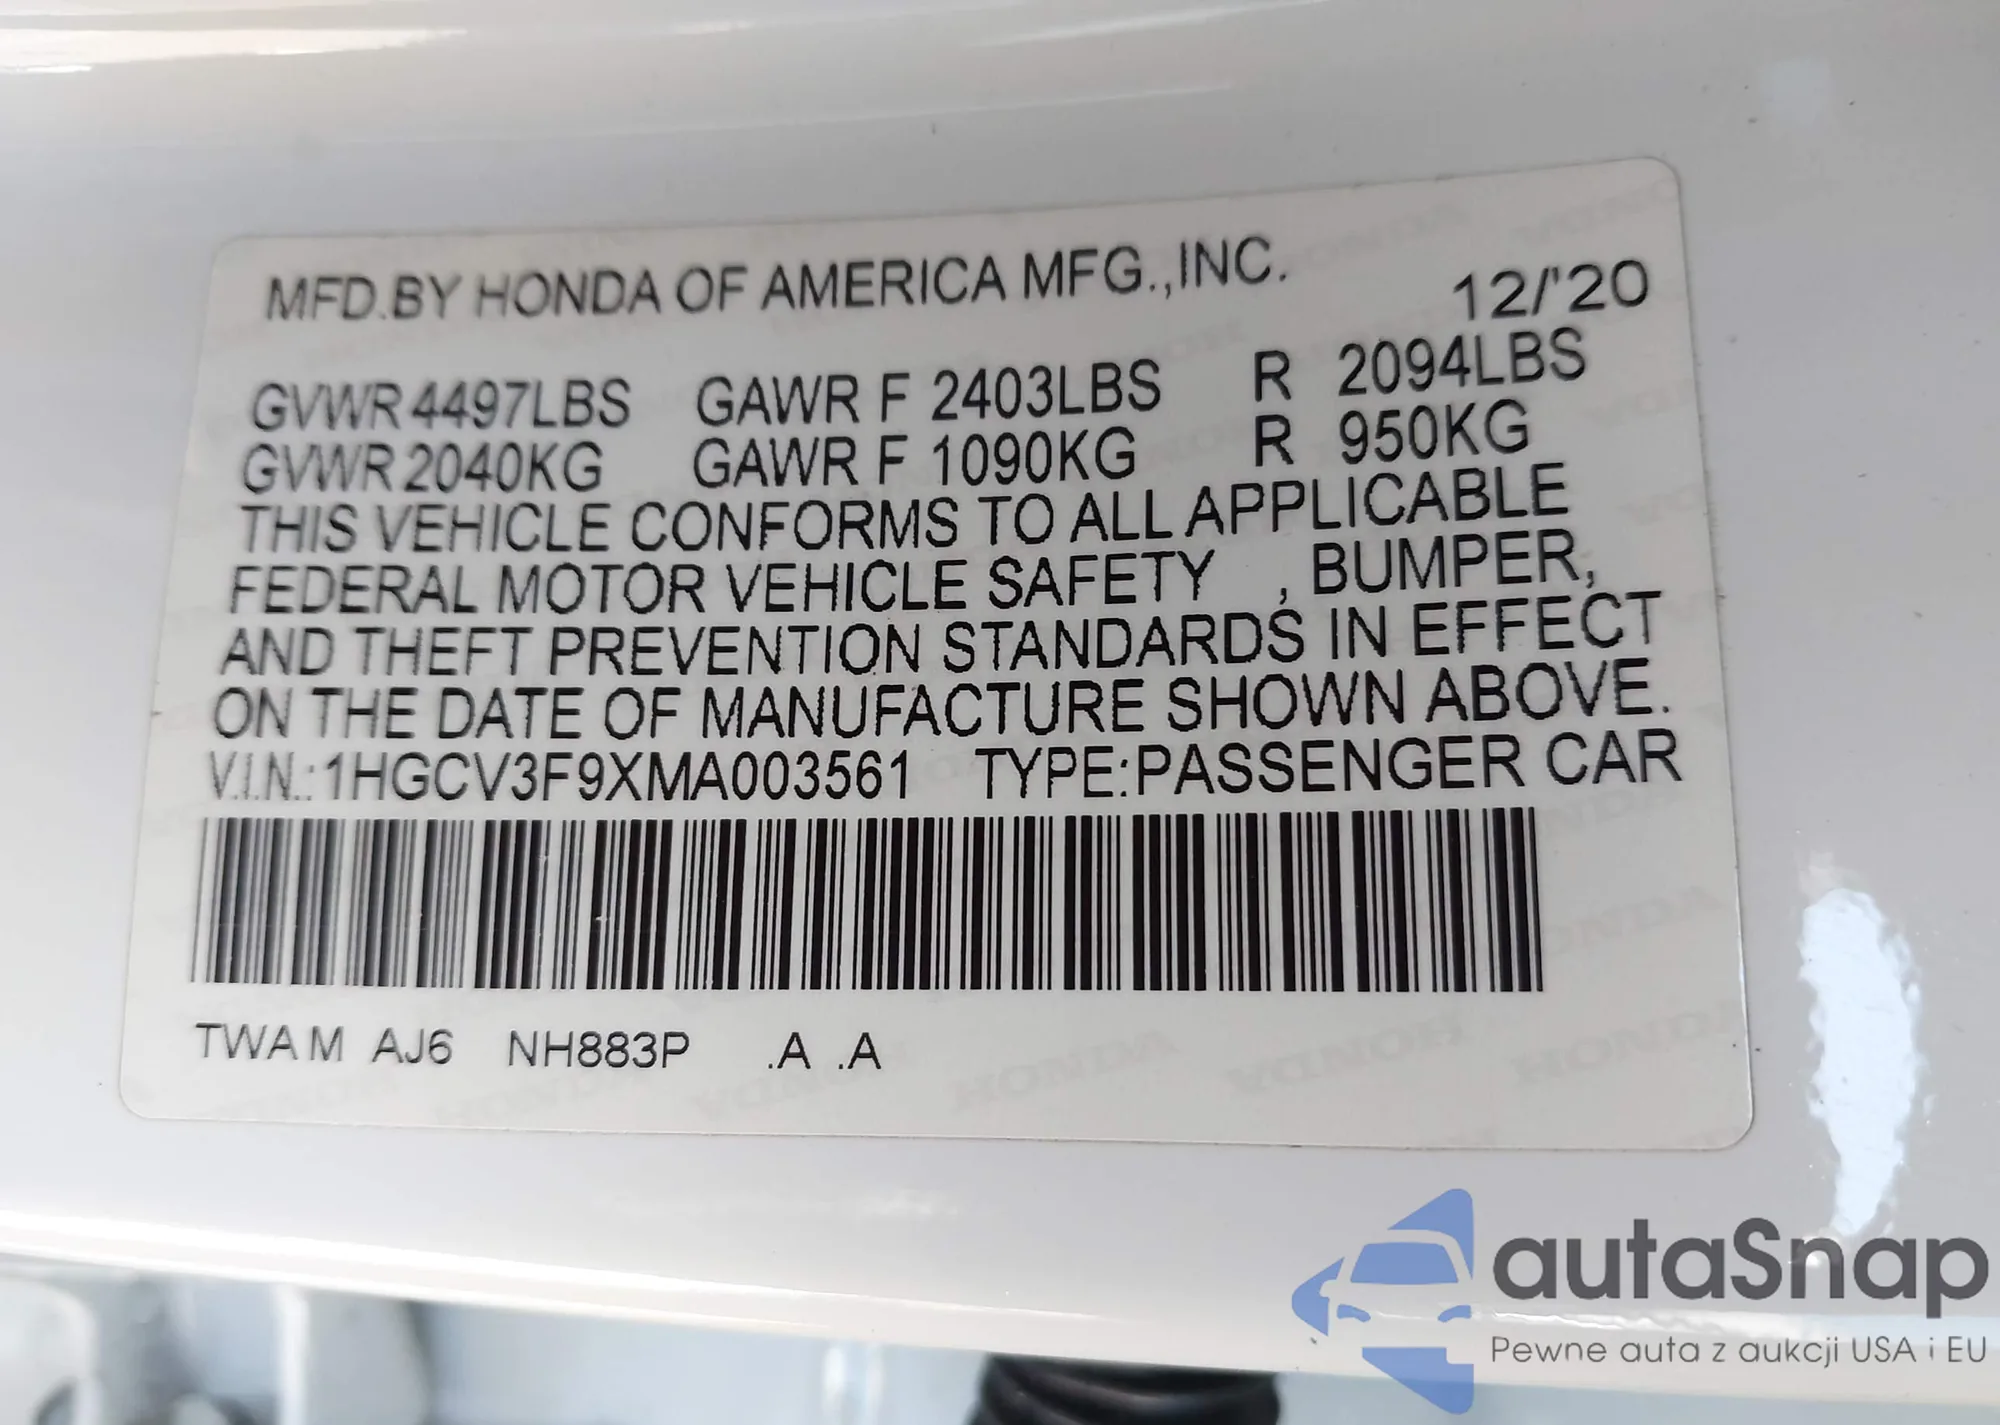 MFD.BY HONDA OF AMERICA MFG.,INC. 12/'20
GVWR 4497LBS GAWR F 2403LBS R 2094LBS
GVWR 2040KG GAWR F 1090KG R 950KG
THIS VEHICLE CONFORMS TO ALL APPLICABLE
FEDERAL MOTOR VEHICLE SAFETY , BUMPER,
AND THEFT PREVENTION STANDARDS IN EFFECT
ON THE DATE OF MANUFACTURE SHOWN ABOVE.
V.I.N.:1HGCV3F9XMA003561 TYPE:PASSENGER CAR
TWAM AJ6 NH883P .A .A
autaSnap
Pewne auta z aukcji USA i EU